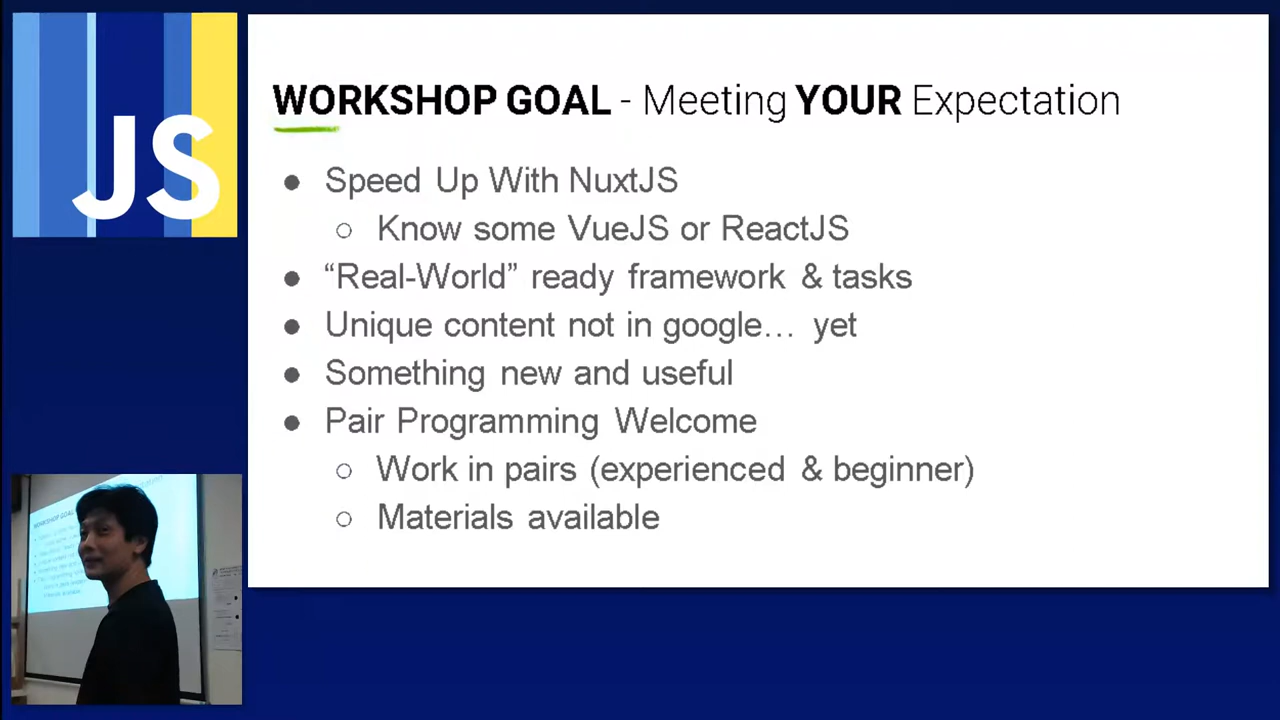 JS
WORKSHOP GOAL - Meeting YOUR Expectation
● Speed Up With NuxtJS
○ Know some VueJS or ReactJS
● “Real-World” ready framework & tasks
● Unique content not in google… yet
● Something new and useful
● Pair Programming Welcome
○ Work in pairs (experienced & beginner)
○ Materials available
WORKSHOP GOAL